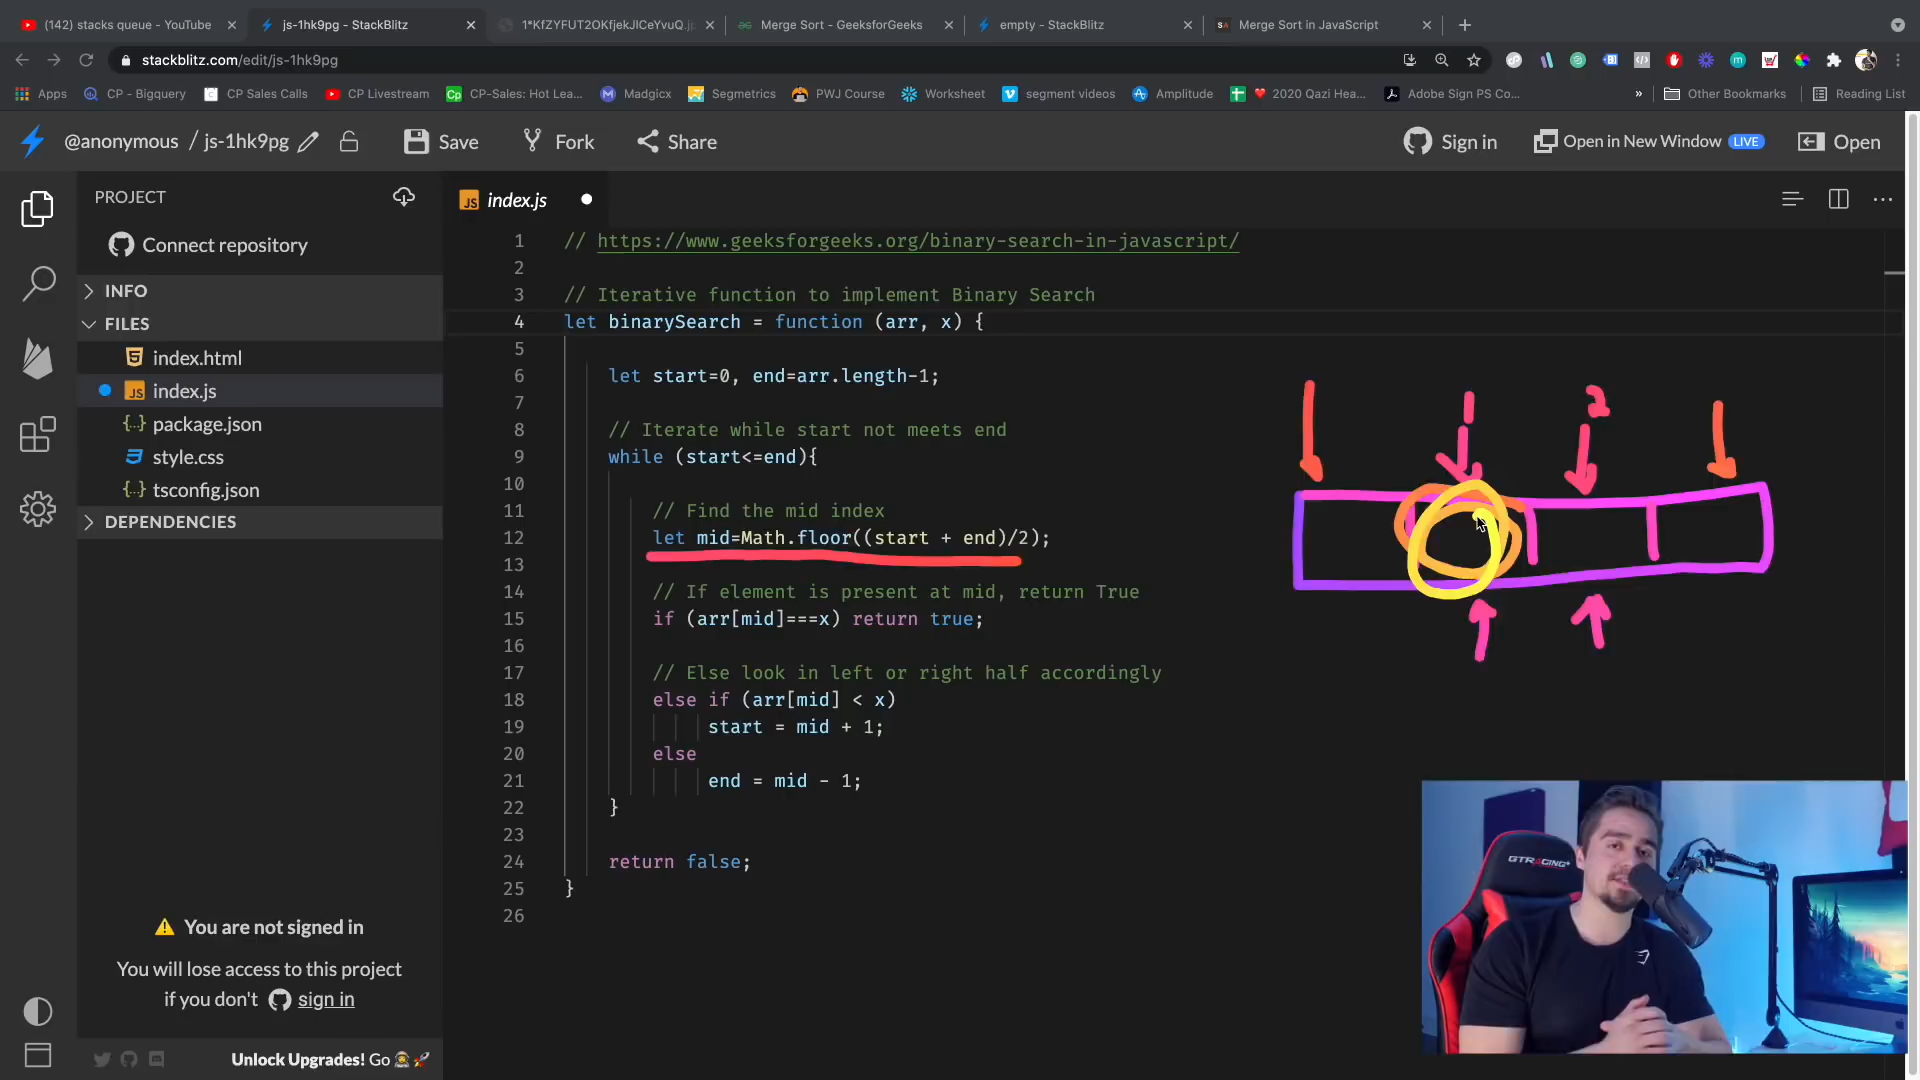 (142) stacks queue - YouTube
js-1hk9pg - StackBlitz
1*KfZYFUT2OKfjekJlCeYvuQ.jp
Merge Sort - GeeksforGeeks
empty - StackBlitz
Merge Sort in JavaScript
stackblitz.com/edit/js-1hk9pg
Apps
CP - Bigquery
CP Sales Calls
CP Livestream
CP-Sales: Hot Lea...
Madgicx
Segmetrics
PWJ Course
Worksheet
segment videos
Amplitude
2020 Qazi Hea...
Adobe Sign PS Co...
»
Other Bookmarks
Reading List
@anonymous / js-1hk9pg
Save
Fork
Share
Sign in
Open in New Window LIVE
Open
PROJECT
Connect repository
INFO
FILES
index.html
index.js
package.json
style.css
tsconfig.json
DEPENDENCIES
You are not signed in
You will lose access to this project
if you don't sign in
Unlock Upgrades! Go
JS index.js
1 // https://www.geeksforgeeks.org/binary-search-in-javascript/
2
3 // Iterative function to implement Binary Search
4 let binarySearch = function (arr, x) {
5
6 let start=0, end=arr.length-1;
7
8 // Iterate while start not meets end
9 while (start<=end){
10
11 // Find the mid index
12 let mid=Math.floor((start + end)/2);
13
14 // If element is present at mid, return True
15 if (arr[mid]===x) return true;
16
17 // Else look in left or right half accordingly
18 else if (arr[mid] < x)
19 start = mid + 1;
20 else
21 end = mid - 1;
22 }
23
24 return false;
25 }
26
1 2
GTRACING